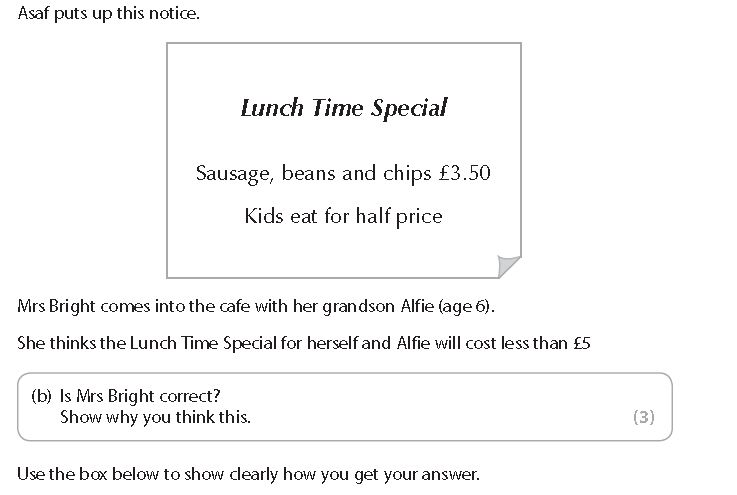 Asaf puts up this notice.
Lunch Time Special
Sausage, beans and chips £3.50
Kids eat for half price
Mrs Bright comes into the cafe with her grandson Alfie (age 6).
She thinks the Lunch Time Special for herself and Alfie will cost less than £5
(b) Is Mrs Bright correct?
Show why you think this. (3)
Use the box below to show clearly how you get your answer.